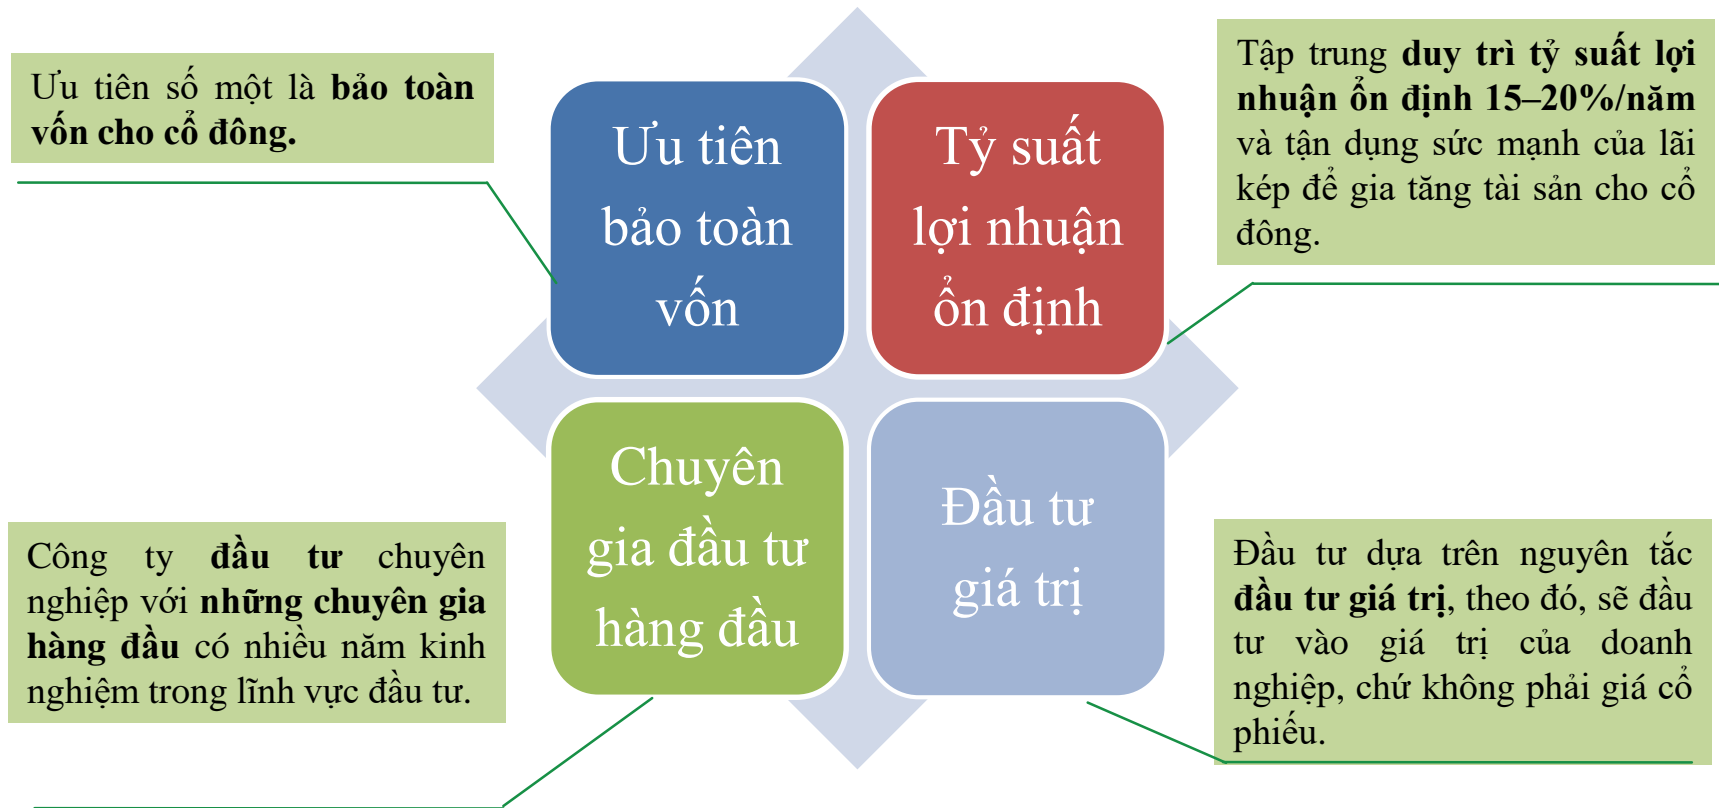 Ưu tiên số một là bảo toàn
vốn cho cổ đông.
Ưu tiên
bảo toàn
vốn
Tỷ suất
lợi nhuận
ổn định
Tập trung duy trì tỷ suất lợi
nhuận ổn định 15–20%/năm
và tận dụng sức mạnh của lãi
kép để gia tăng tài sản cho cổ
đông.
Công ty đầu tư chuyên
nghiệp với những chuyên gia
hàng đầu có nhiều năm kinh
nghiệm trong lĩnh vực đầu tư.
Chuyên
gia đầu tư
hàng đầu
Đầu tư
giá trị
Đầu tư dựa trên nguyên tắc
đầu tư giá trị, theo đó, sẽ đầu
tư vào giá trị của doanh
nghiệp, chứ không phải giá cổ
phiếu.